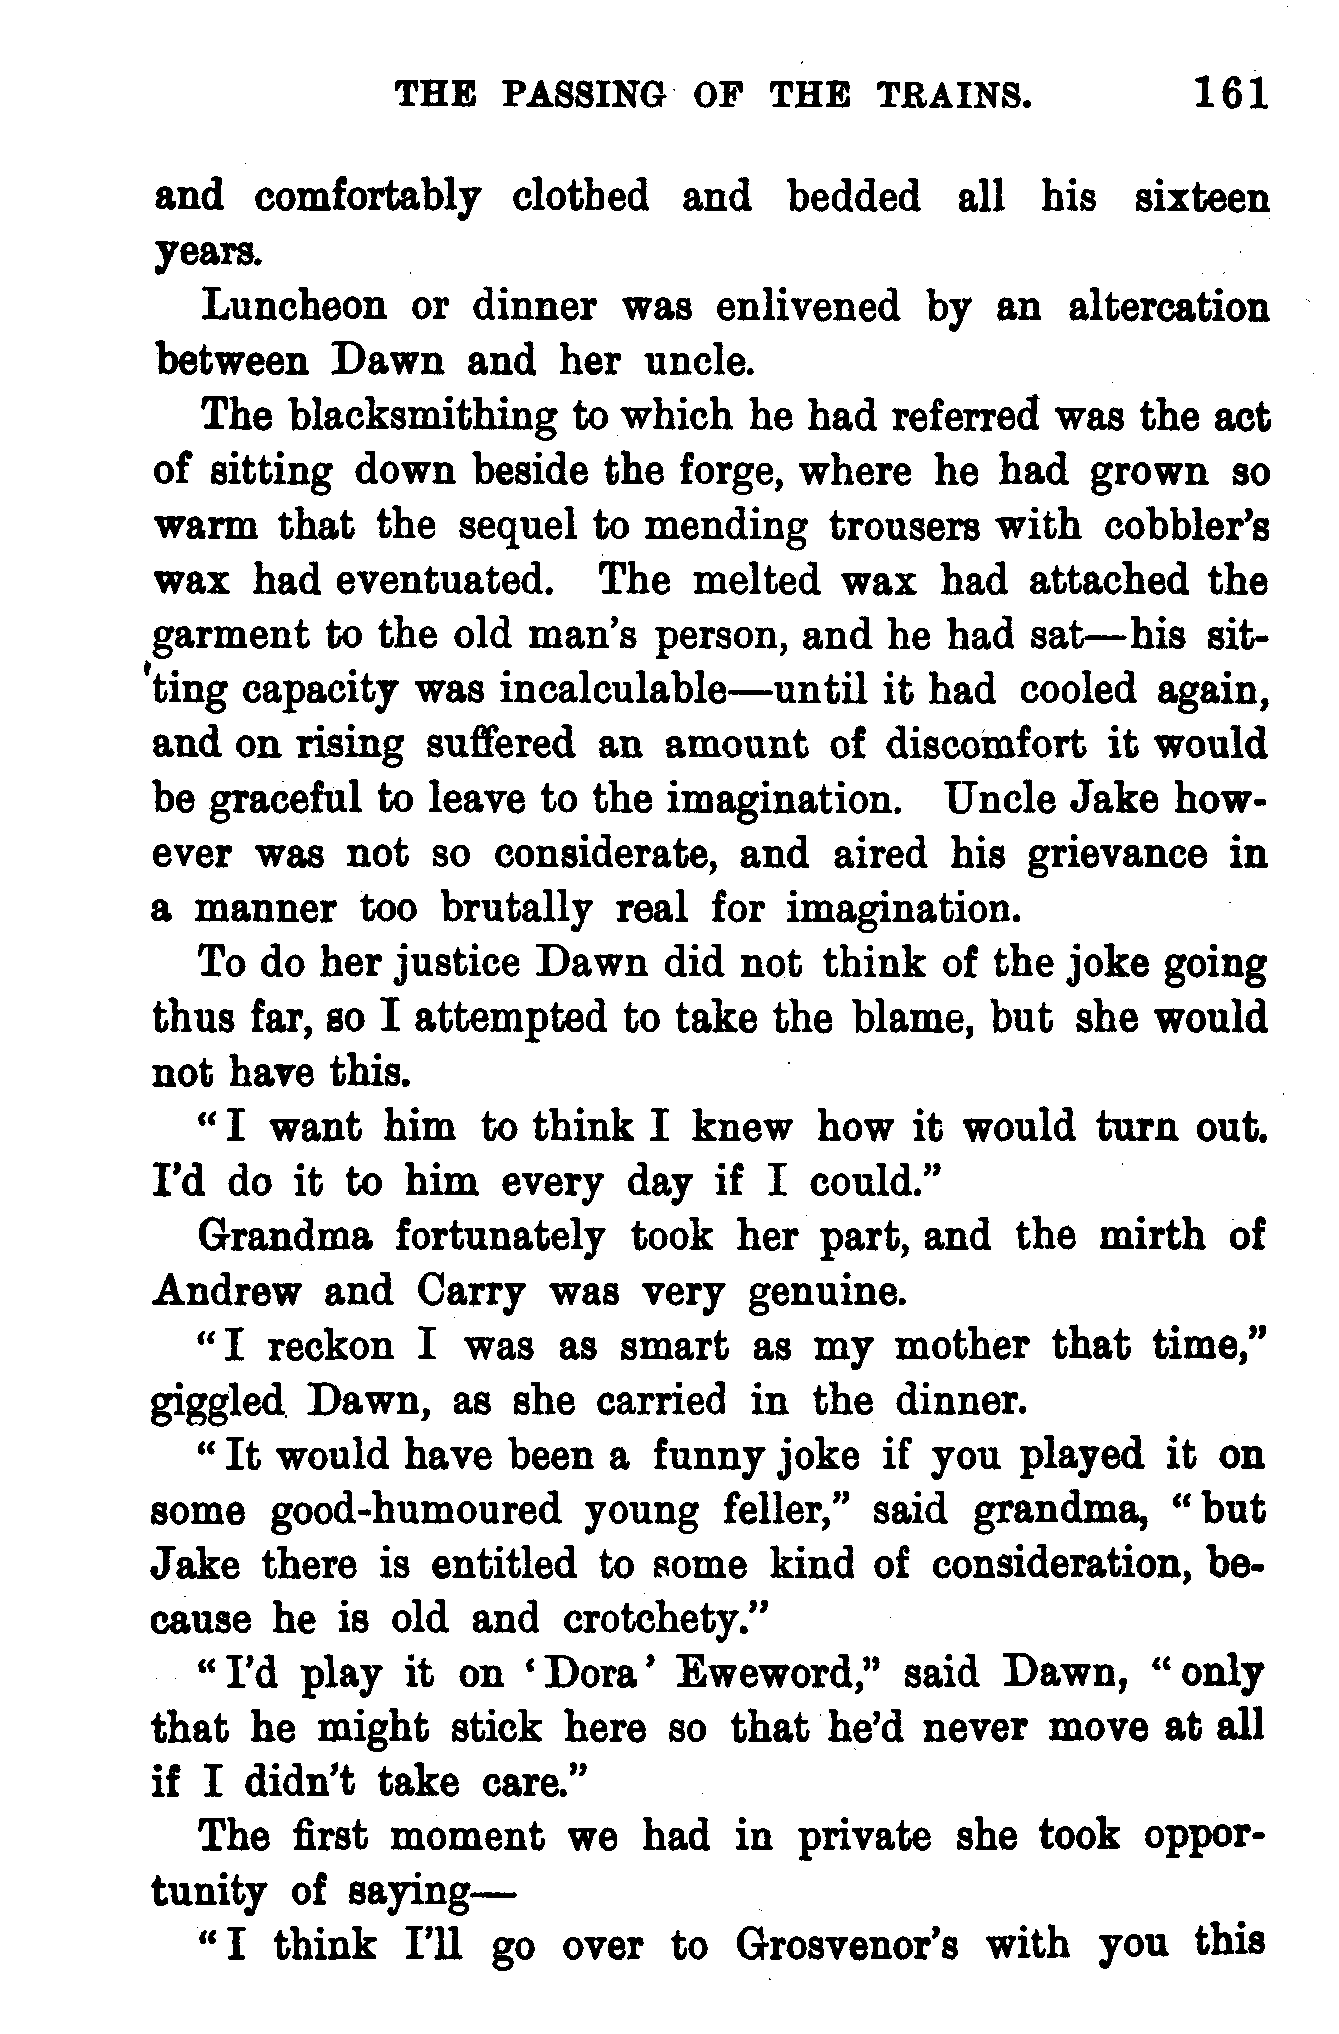 THE PASSING OF THE TRAINS. 161
and comfortably clothed and bedded all his sixteen
years.
Luncheon or dinner was enlivened by an altercation
between Dawn and her uncle.
The blacksmithing to which he had referred was the act
of sitting down beside the forge, where he had grown so
warm that the sequel to mending trousers with cobbler's
wax had eventuated. The melted wax had attached the
garment to the old man's person, and he had sat—his sit-
ting capacity was incalculable—until it had cooled again,
and on rising suffered an amount of discomfort it would
be graceful to leave to the imagination. Uncle Jake how-
ever was not so considerate, and aired his grievance in
a manner too brutally real for imagination.
To do her justice Dawn did not think of the joke going
thus far, so I attempted to take the blame, but she would
not have this.
"I want him to think I knew how it would turn out.
I'd do it to him every day if I could."
Grandma fortunately took her part, and the mirth of
Andrew and Carry was very genuine.
"I reckon I was as smart as my mother that time,"
giggled Dawn, as she carried in the dinner.
"It would have been a funny joke if you played it on
some good-humoured young feller," said grandma, "but
Jake there is entitled to some kind of consideration, be-
cause he is old and crotchety."
"I'd play it on 'Dora' Eweword," said Dawn, "only
that he might stick here so that he'd never move at all
if I didn't take care."
The first moment we had in private she took oppor-
tunity of saying—
"I think I'll go over to Grosvenor's with you this